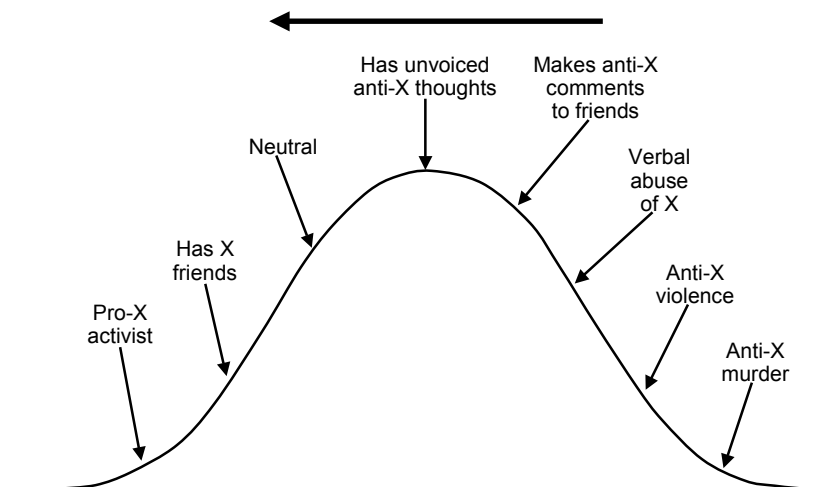 Has unvoiced
anti-X thoughts
Makes anti-X
comments
to friends
Neutral
Verbal
abuse
of X
Has X
friends
Anti-X
violence
Pro-X
activist
Anti-X
murder